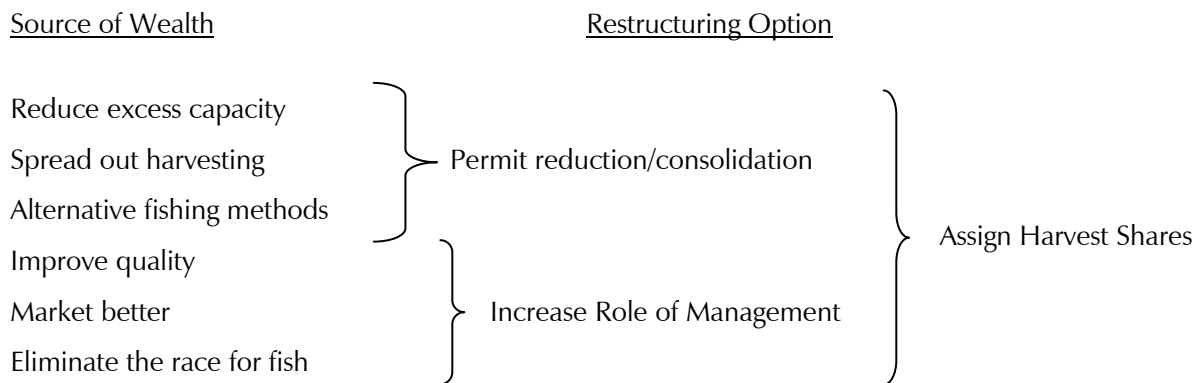 Source of Wealth Restructuring Option
Reduce excess capacity
Spread out harvesting Permit reduction/consolidation
Alternative fishing methods
Assign Harvest Shares
Improve quality
Market better Increase Role of Management
Eliminate the race for fish